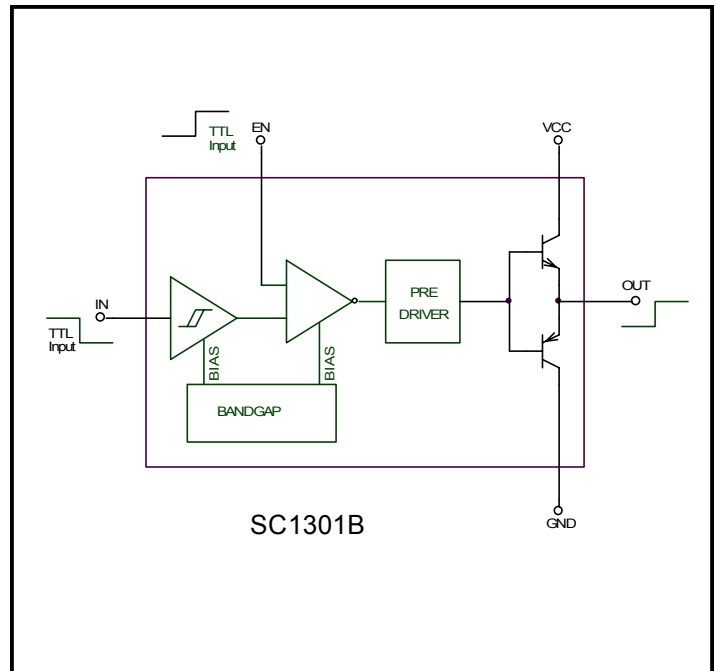 TTL
Input
EN
VCC
IN
TTL
Input
PRE
DRIVER
OUT
BIAS
BIAS
BANDGAP
SC1301B
GND